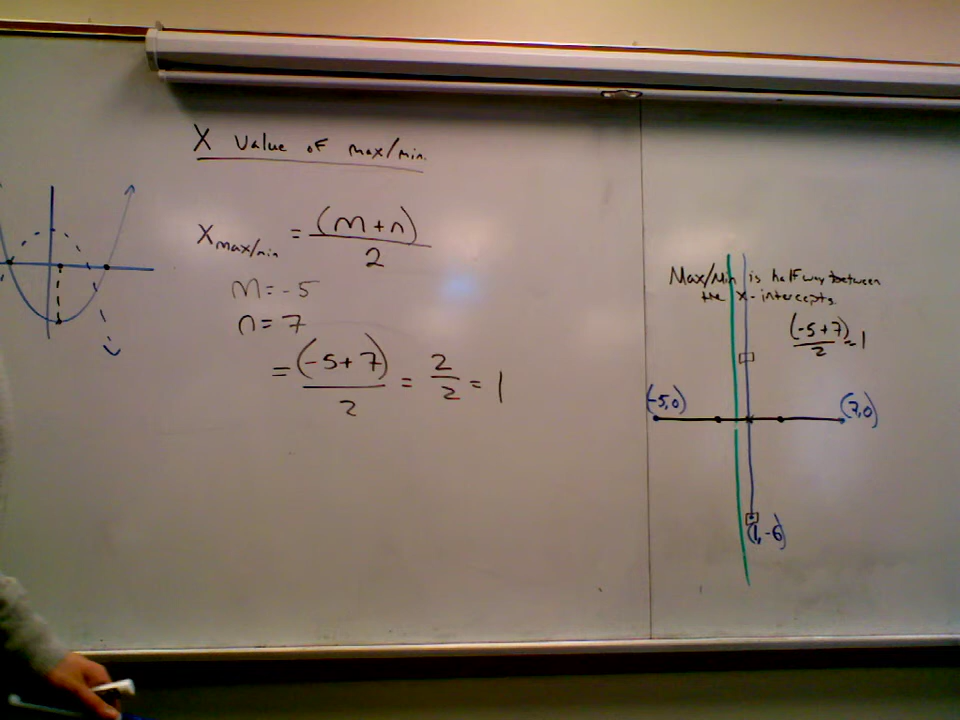 X value of max/min.
Xmax/min = (m+n)/2
m=-5
n=7
= (-5+7)/2 = 2/2 = 1
Max/Min is halfway between
the x-intercepts.
(-5+7)/2 = 1
(-5,0)
(7,0)
(1,-6)